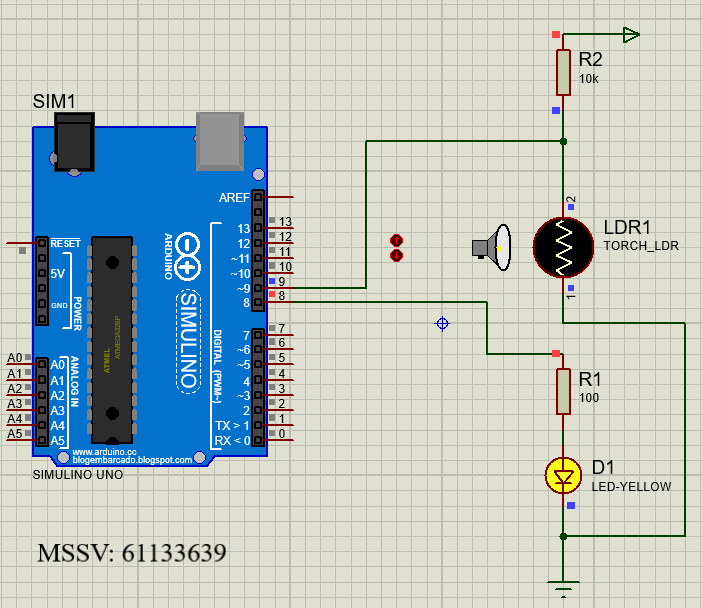 SIM1
R2
10k
AREF
13
12
~11
~10
~9
8
7
~6
~5
4
~3
2
TX > 1
RX < 0
13
12
11
10
9
8
7
6
5
4
3
2
1
0
RESET
5V
GND
POWER
ARDUINO
SIMULINO
DIGITAL (PWM~)
ATMEL
ATMEGA328P
ANALOG IN
A0
A1
A2
A3
A4
A5
A0
A1
A2
A3
A4
A5
www.arduino.cc
blogembarcado.blogspot.com
SIMULINO UNO
2
LDR1
TORCH_LDR
1
R1
100
D1
LED-YELLOW
MSSV: 61133639